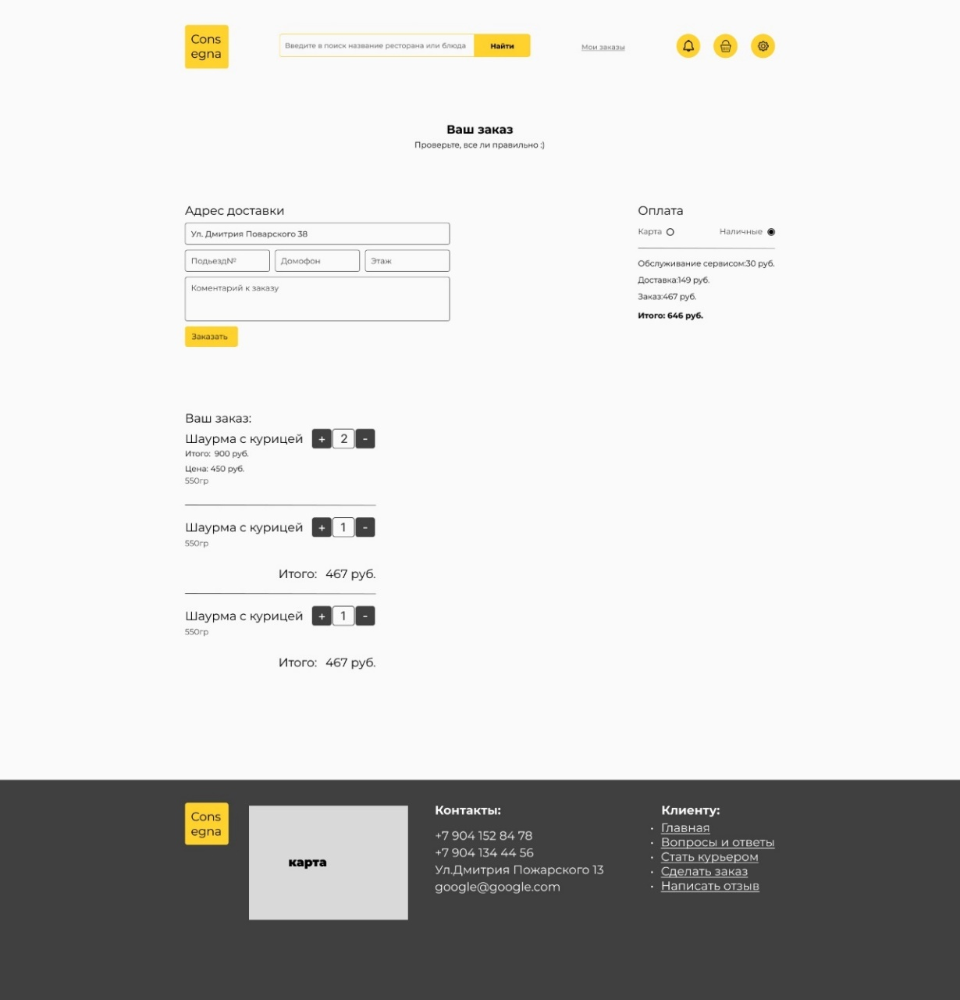 Cons
egna
Введите в поиск название ресторана или блюда
Найти
Мои заказы
Ваш заказ
Проверьте, все ли правильно :)
Адрес доставки
Ул. Дмитрия Поварского 38
Подьезд№
Домофон
Этаж
Коментарий к заказу
Заказать
Оплата
Карта
Наличные
Обслуживание сервисом:30 руб.
Доставка:149 руб.
Заказ:467 руб.
Итого: 646 руб.
Ваш заказ:
Шаурма с курицей + 2 -
Итого: 900 руб.
Цена: 450 руб.
550гр
Шаурма с курицей + 1 -
550гр
Итого: 467 руб.
Шаурма с курицей + 1 -
550гр
Итого: 467 руб.
Cons
egna
карта
Контакты:
+7 904 152 84 78
+7 904 134 44 56
Ул.Дмитрия Пожарского 13
google@google.com
Клиенту:
• Главная
• Вопросы и ответы
• Стать курьером
• Сделать заказ
• Написать отзыв